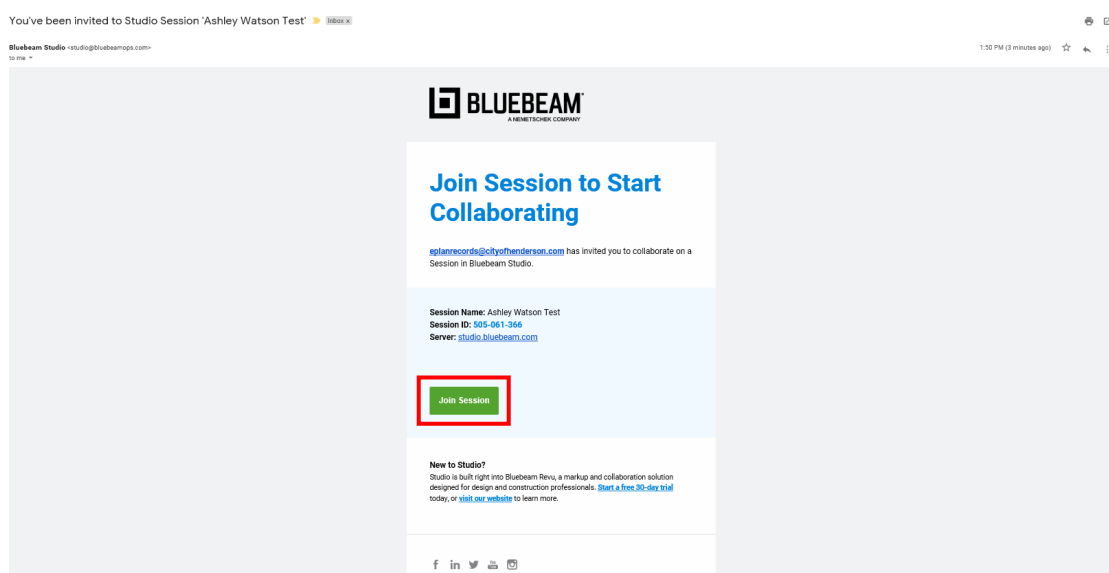 You've been invited to Studio Session 'Ashley Watson Test' Inbox x
Bluebeam Studio <studio@bluebeamops.com> 1:50 PM (3 minutes ago)
to me
BLUEBEAM
A NEMETSCHEK COMPANY
Join Session to Start
Collaborating
eplanrecords@cityofhenderson.com has invited you to collaborate on a
Session in Bluebeam Studio.
Session Name: Ashley Watson Test
Session ID: 505-061-366
Server: studio.bluebeam.com
Join Session
New to Studio?
Studio is built right into Bluebeam Revu, a markup and collaboration solution
designed for design and construction professionals. Start a free 30-day trial
today, or visit our website to learn more.